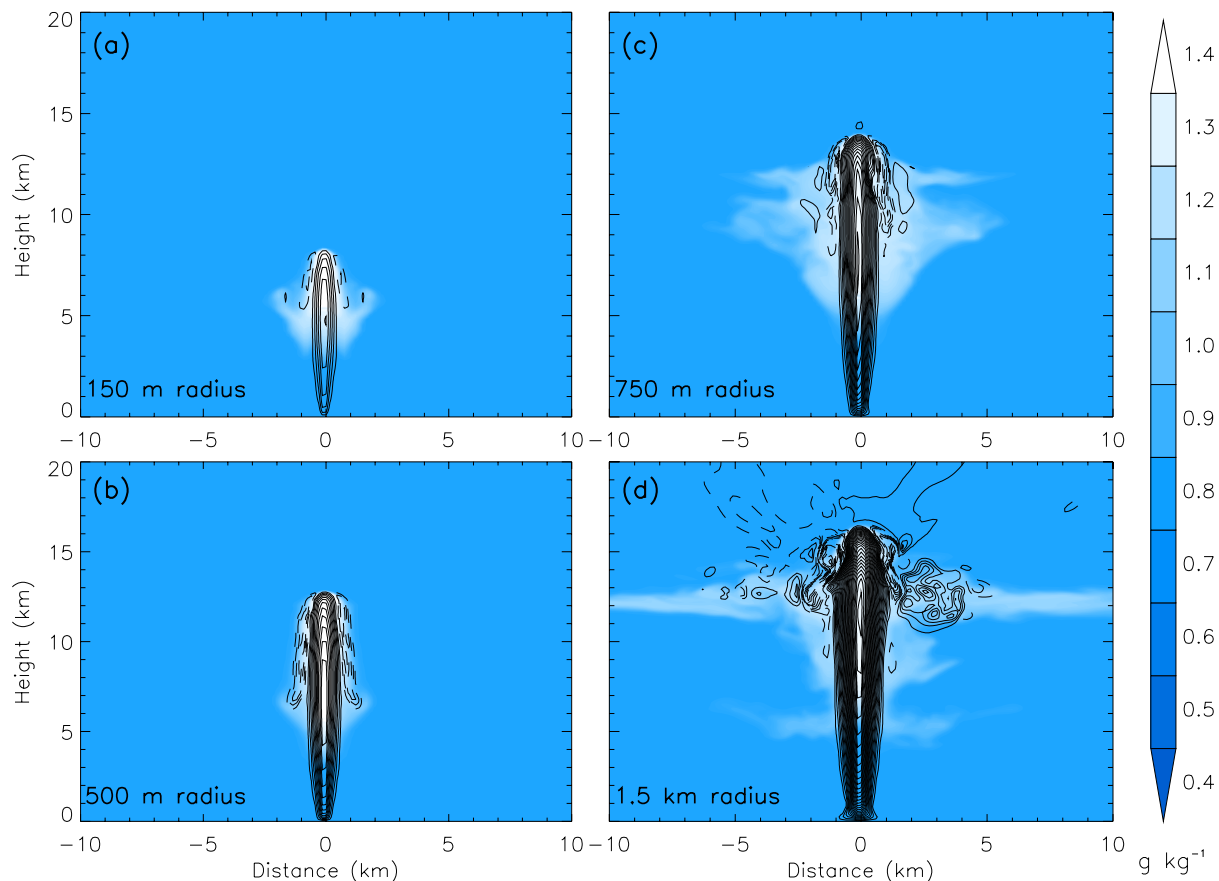 (a)
20
15
10
5
0
Height (km)
150 m radius
−10 −5 0 5 10
(c)
750 m radius
−10 −5 0 5 10
(b)
20
15
10
5
0
Height (km)
500 m radius
−10 −5 0 5 10
Distance (km)
(d)
1.5 km radius
−10 −5 0 5 10
Distance (km)
1.4
1.3
1.2
1.1
1.0
0.9
0.8
0.7
0.6
0.5
0.4
g kg⁻¹